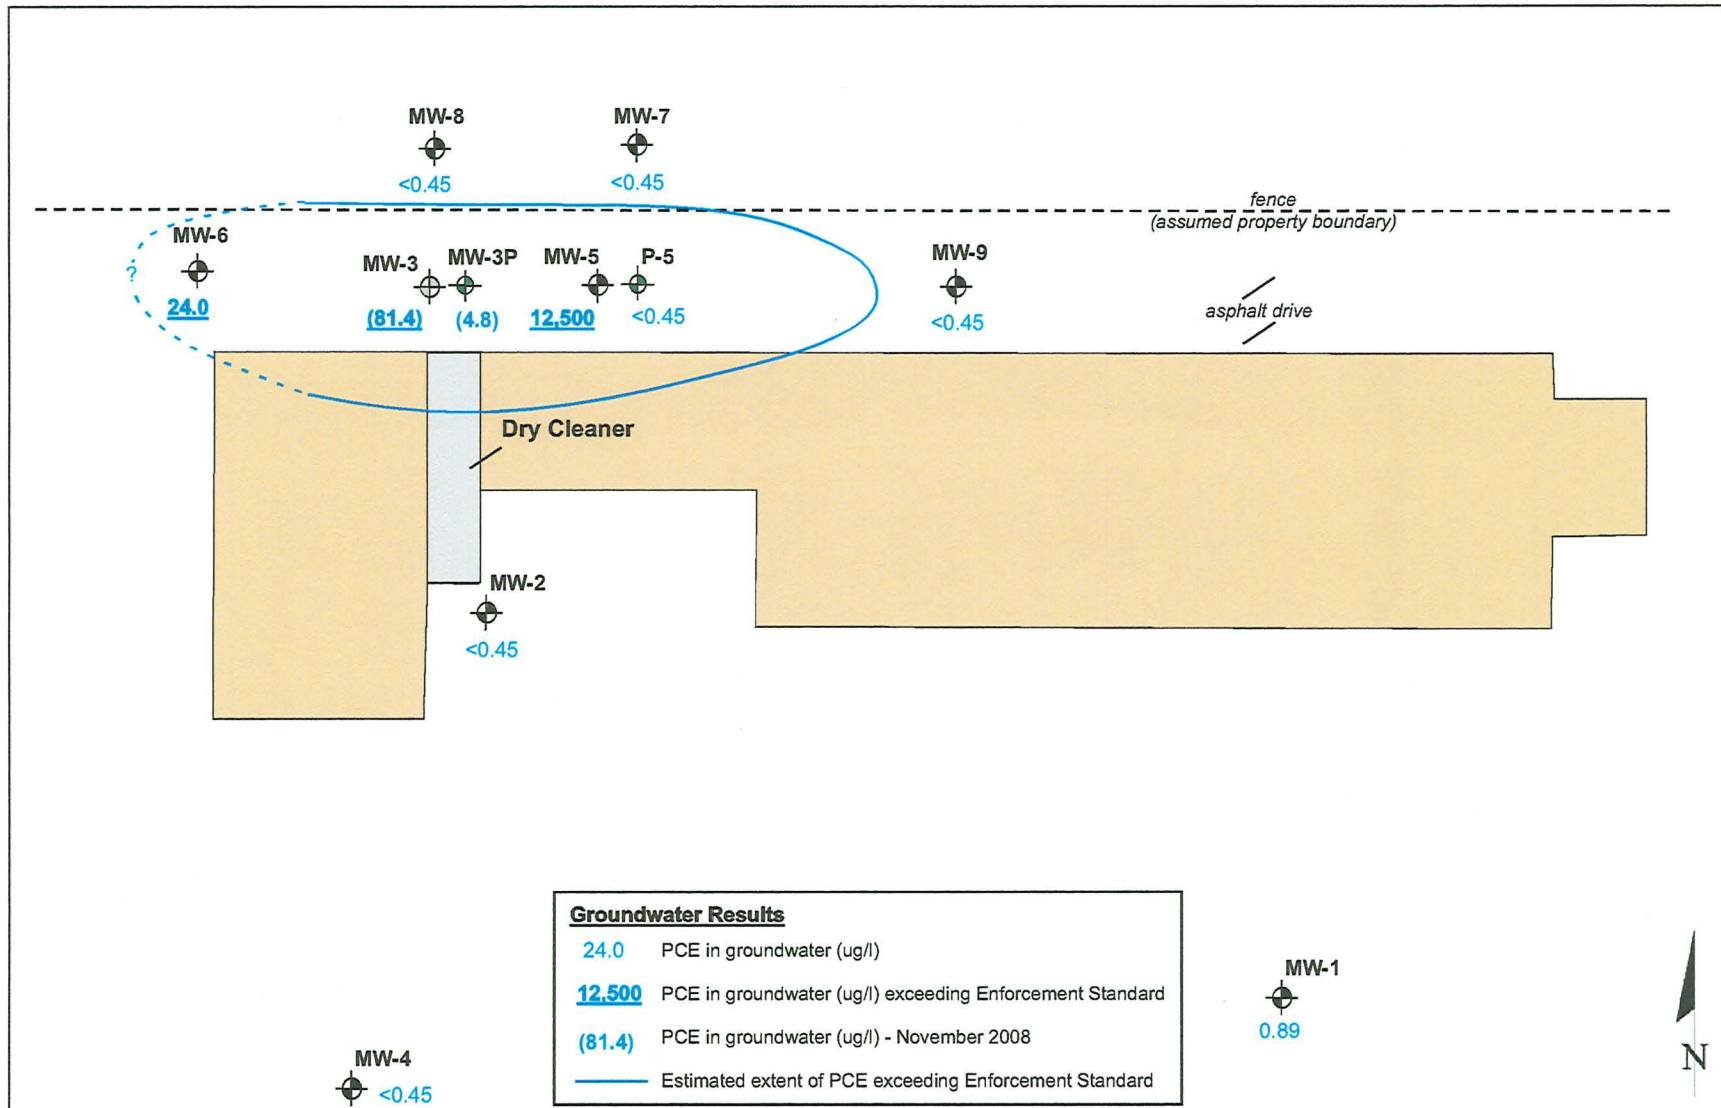 MW-8
MW-7
<0.45
<0.45
fence
(assumed property boundary)
MW-6
MW-3
MW-3P
MW-5
P-5
MW-9
?
24.0
(81.4)
(4.8)
12,500
<0.45
<0.45
asphalt drive
Dry Cleaner
MW-2
<0.45
Groundwater Results
24.0 PCE in groundwater (ug/l)
12,500 PCE in groundwater (ug/l) exceeding Enforcement Standard
(81.4) PCE in groundwater (ug/l) - November 2008
Estimated extent of PCE exceeding Enforcement Standard
MW-1
0.89
MW-4
<0.45
N